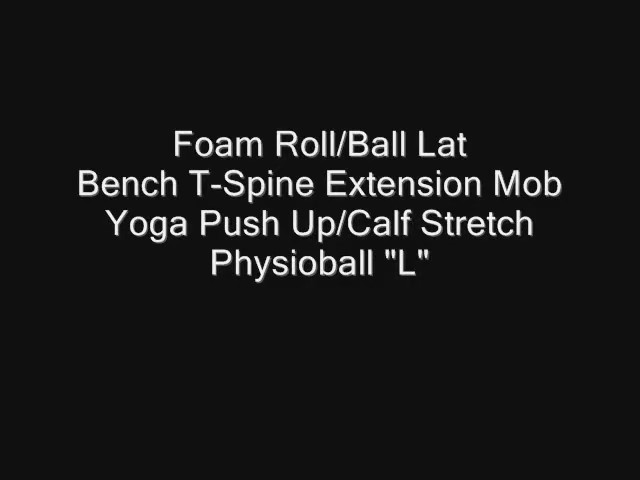 Foam Roll/Ball Lat
Bench T-Spine Extension Mob
Yoga Push Up/Calf Stretch
Physioball "L"